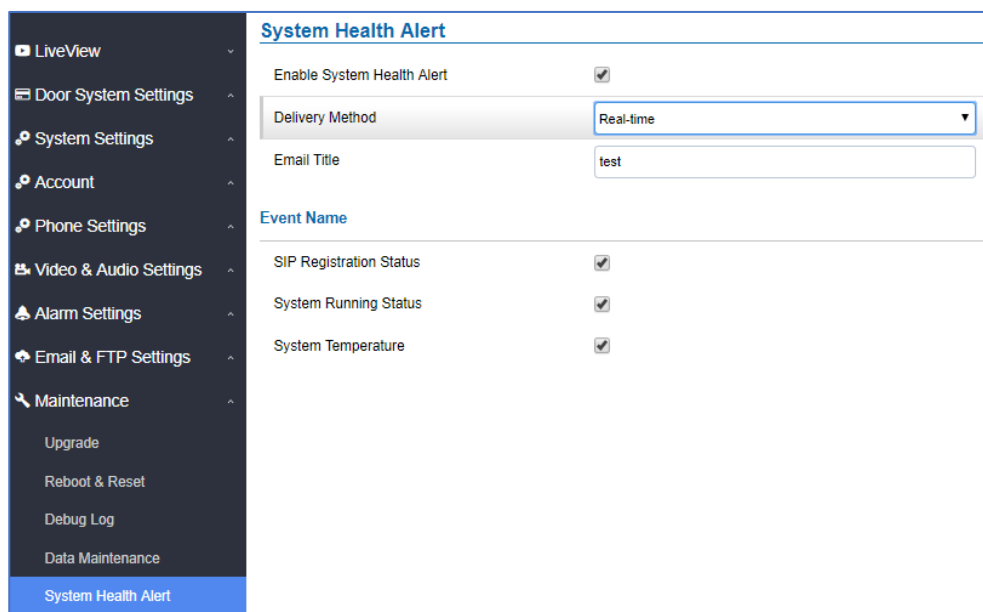 LiveView
Door System Settings
System Settings
Account
Phone Settings
Video & Audio Settings
Alarm Settings
Email & FTP Settings
Maintenance
Upgrade
Reboot & Reset
Debug Log
Data Maintenance
System Health Alert
System Health Alert
Enable System Health Alert
Delivery Method Real-time
Email Title test
Event Name
SIP Registration Status
System Running Status
System Temperature